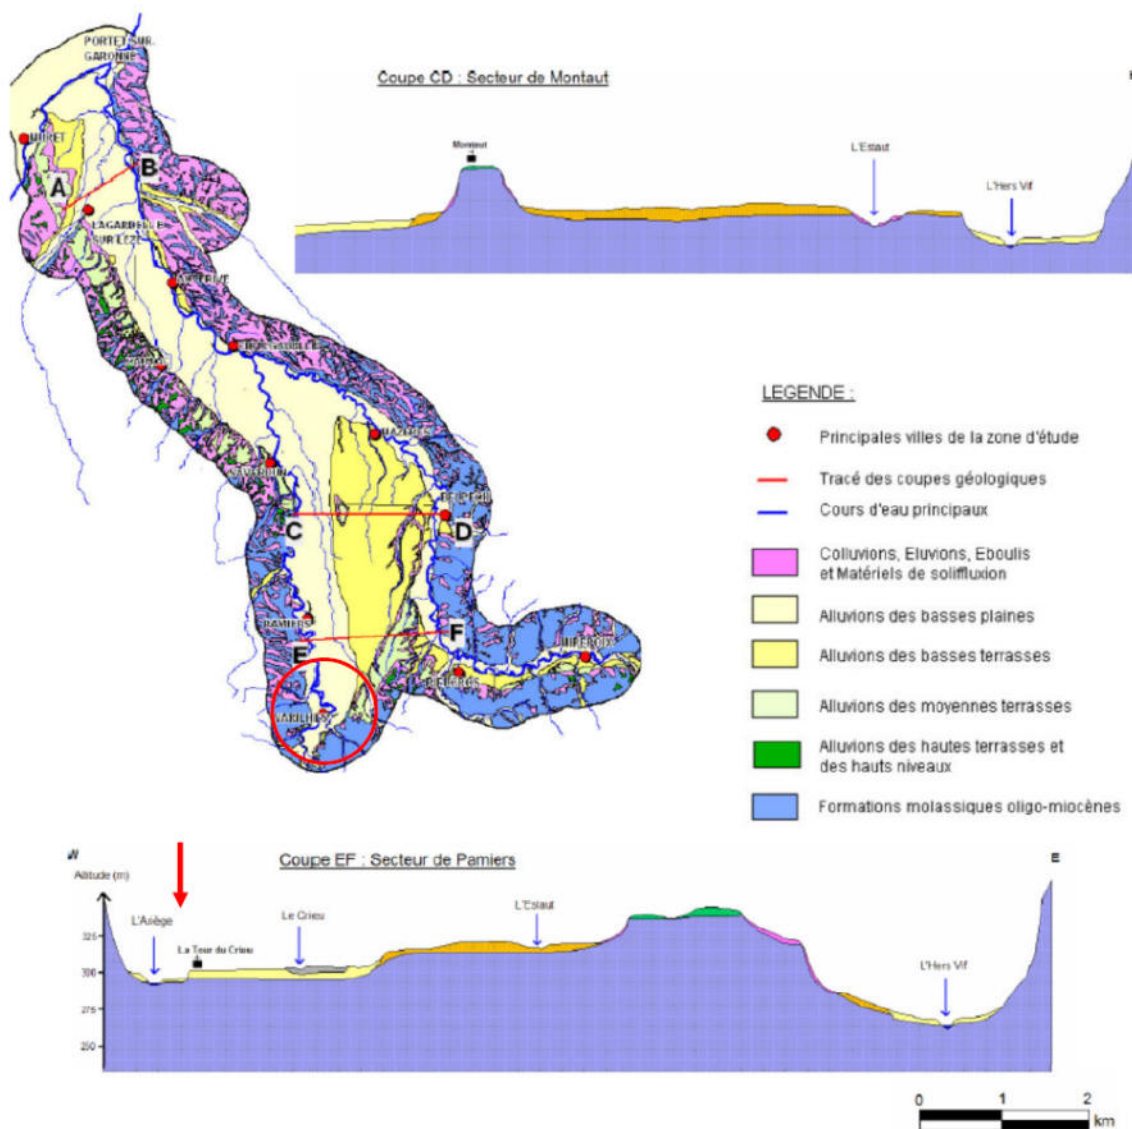 PORTET SUR.
GARONNE
Coupe CD : Secteur de Montaut
MURET
B
A
LAGARDELLE
SUR LEZE
Montaut
L'Estaut
L'Hers Vif
LEGENDE :
Principales villes de la zone d'étude
Tracé des coupes géologiques
Cours d'eau principaux
Colluvions, Eluvions, Eboulis
et Matériels de solifluxion
Alluvions des basses plaines
Alluvions des basses terrasses
Alluvions des moyennes terrasses
Alluvions des hautes terrasses et
des hauts niveaux
Formations molassiques oligo-miocènes
MAZERES
SAVERDUN
C
D
PAMIERS
E
F
MIREPOIX
VARILHES
W
Coupe EF : Secteur de Pamiers
E
Altitude (m)
L'Ariège
La Tour du Crieu
Le Crieu
L'Estaut
L'Hers Vif
325
300
275
250
0 1 2
km